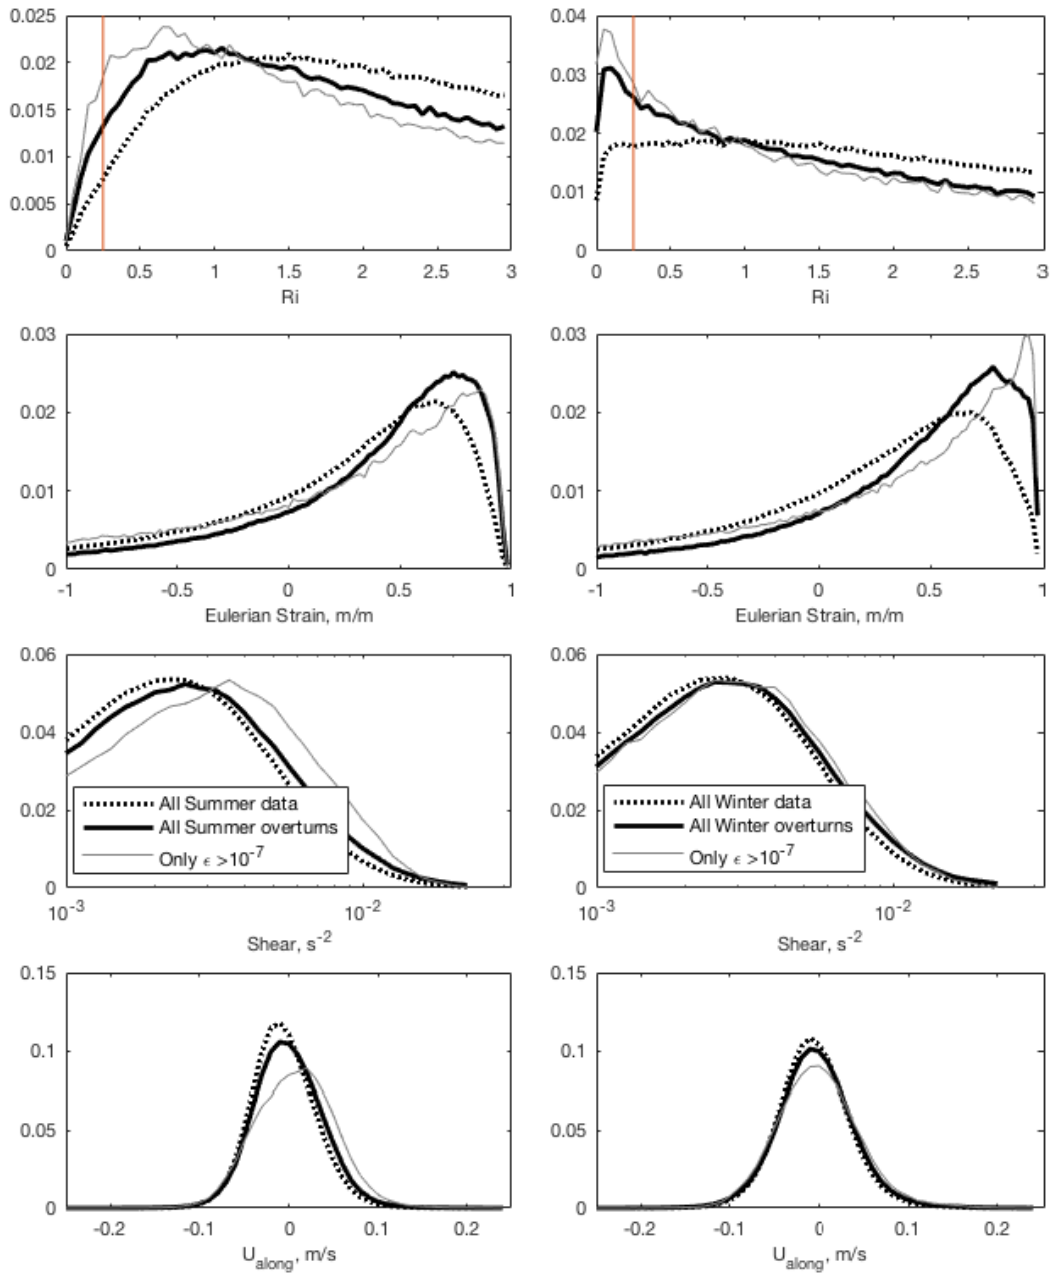 0.025
0.02
0.015
0.01
0.005
0
0 0.5 1 1.5 2 2.5 3
Ri
0.04
0.03
0.02
0.01
0
0 0.5 1 1.5 2 2.5 3
Ri
0.03
0.02
0.01
0
-1 -0.5 0 0.5 1
Eulerian Strain, m/m
0.03
0.02
0.01
0
-1 -0.5 0 0.5 1
Eulerian Strain, m/m
0.06
0.04
0.02
0
All Summer data
All Summer overturns
Only ϵ >10⁻⁷
10⁻³ 10⁻²
Shear, s⁻²
0.06
0.04
0.02
0
All Winter data
All Winter overturns
Only ϵ >10⁻⁷
10⁻³ 10⁻²
Shear, s⁻²
0.15
0.1
0.05
0
-0.2 -0.1 0 0.1 0.2
U_along, m/s
0.15
0.1
0.05
0
-0.2 -0.1 0 0.1 0.2
U_along, m/s